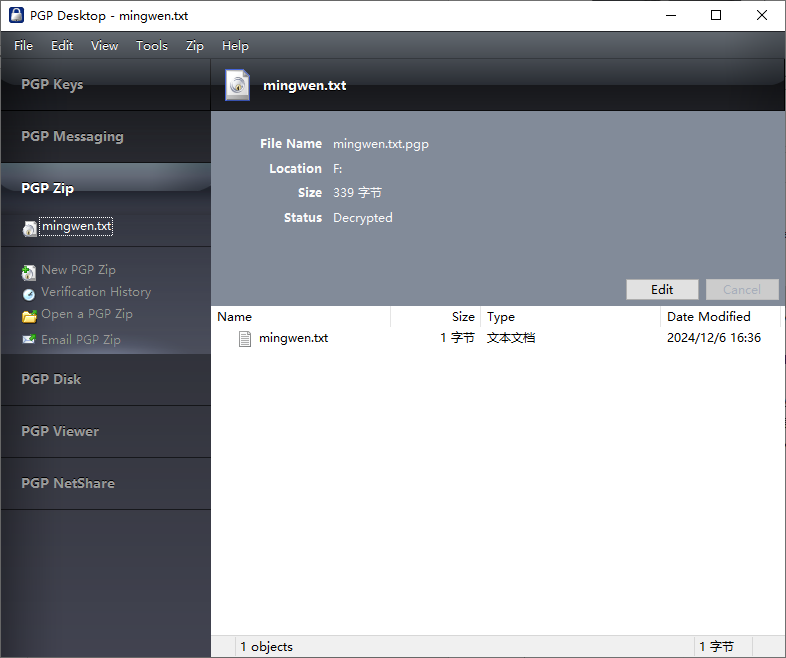 PGP Desktop - mingwen.txt
File Edit View Tools Zip Help
PGP Keys
PGP Messaging
PGP Zip
mingwen.txt
New PGP Zip
Verification History
Open a PGP Zip
Email PGP Zip
PGP Disk
PGP Viewer
PGP NetShare
mingwen.txt
File Name mingwen.txt.pgp
Location F:
Size 339 字节
Status Decrypted
Edit Cancel
Name Size Type Date Modified
mingwen.txt 1 字节 文本文档 2024/12/6 16:36
1 objects 1 字节